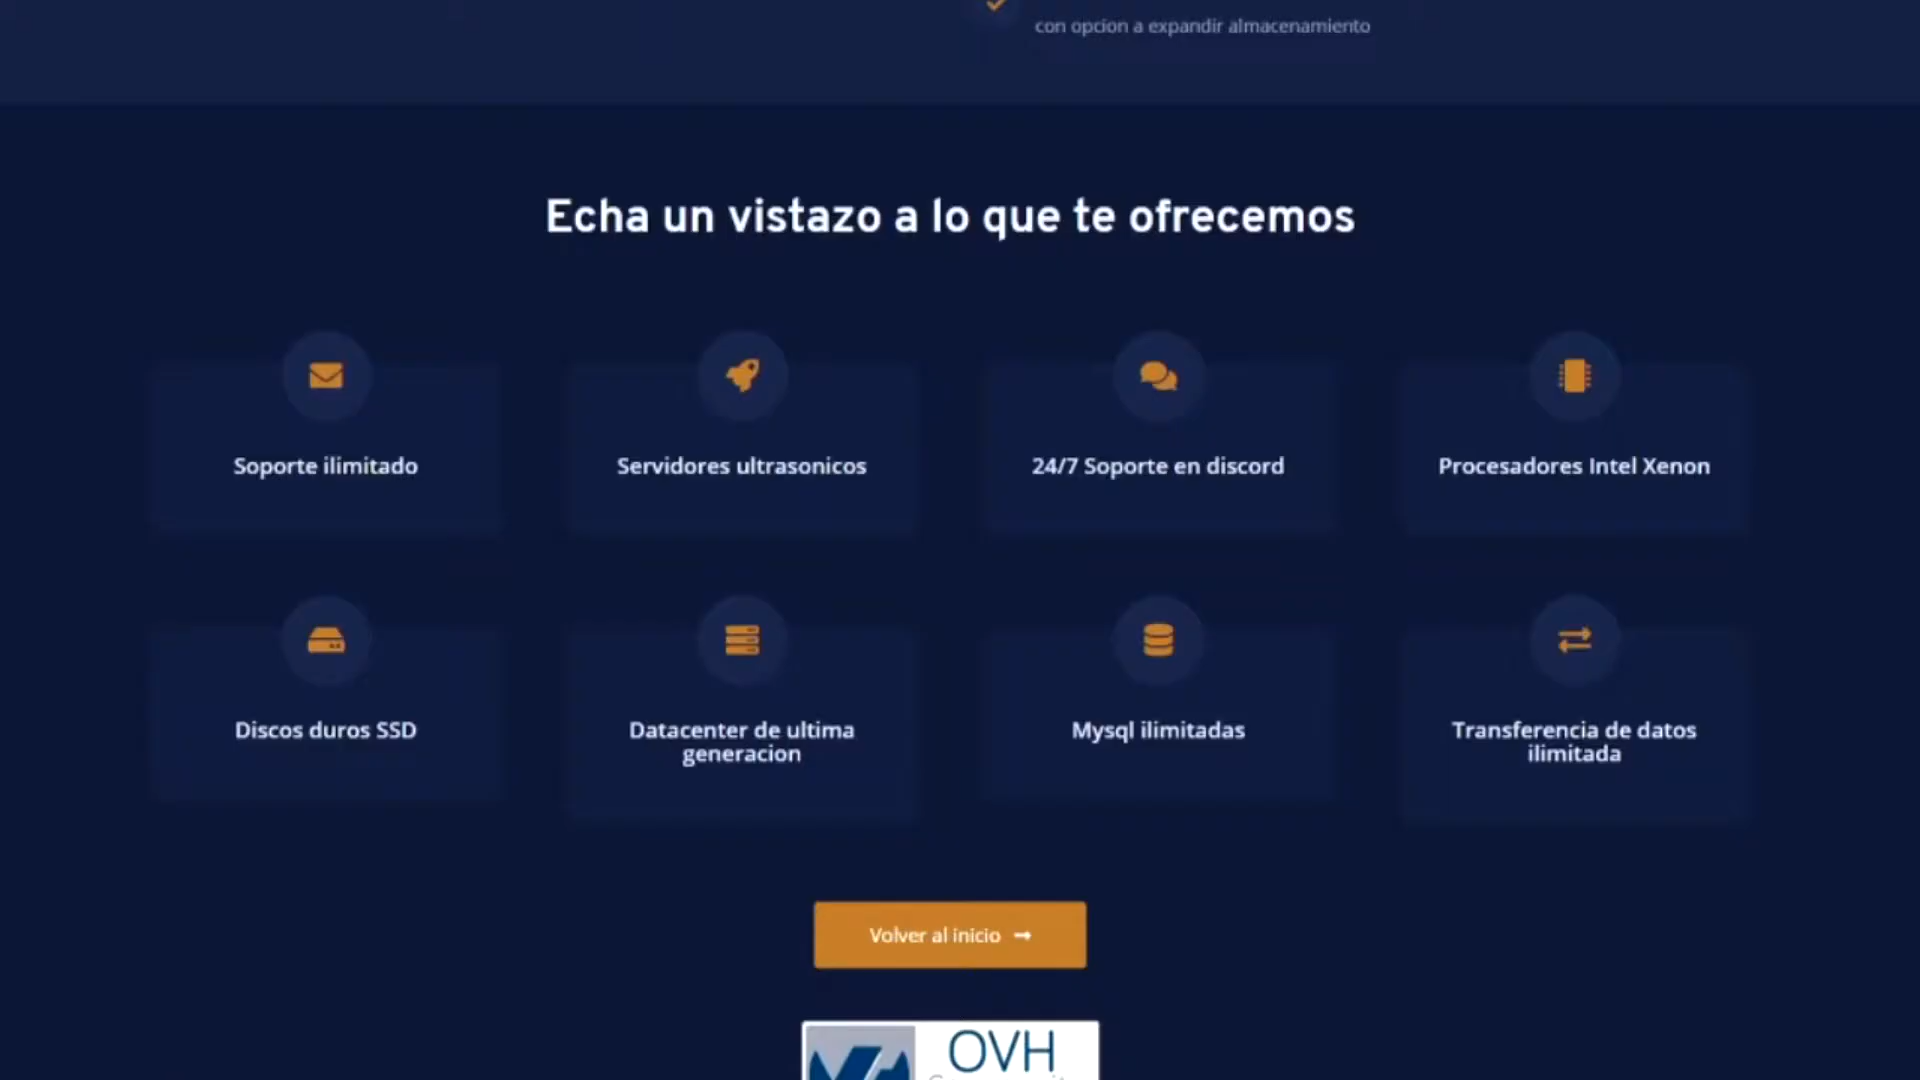 con opcion a expandir almacenamiento
Echa un vistazo a lo que te ofrecemos
Soporte ilimitado
Servidores ultrasonicos
24/7 Soporte en discord
Procesadores Intel Xenon
Discos duros SSD
Datacenter de ultima
generacion
Mysql ilimitadas
Transferencia de datos
ilimitada
Volver al inicio
OVH